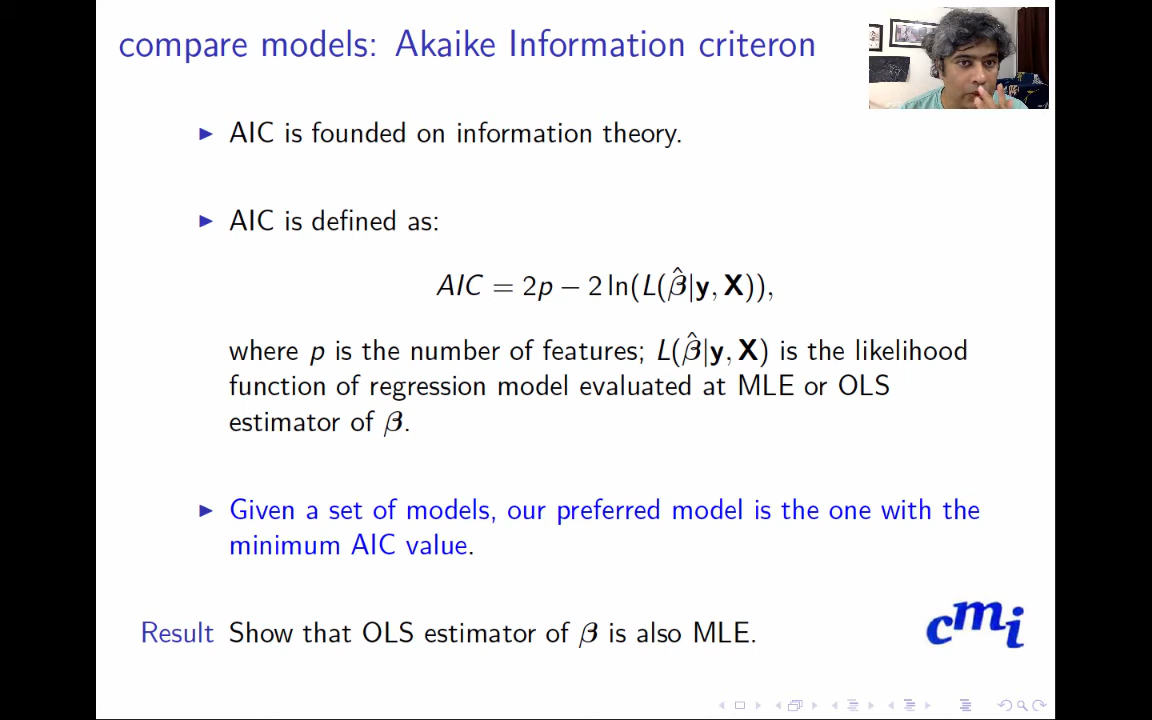 compare models: Akaike Information criteron
▶ AIC is founded on information theory.
▶ AIC is defined as:
AIC = 2p − 2 ln(L(β̂|y, X)),
where p is the number of features; L(β̂|y, X) is the likelihood
function of regression model evaluated at MLE or OLS
estimator of β.
▶ Given a set of models, our preferred model is the one with the
minimum AIC value.
Result Show that OLS estimator of β is also MLE.
cmi